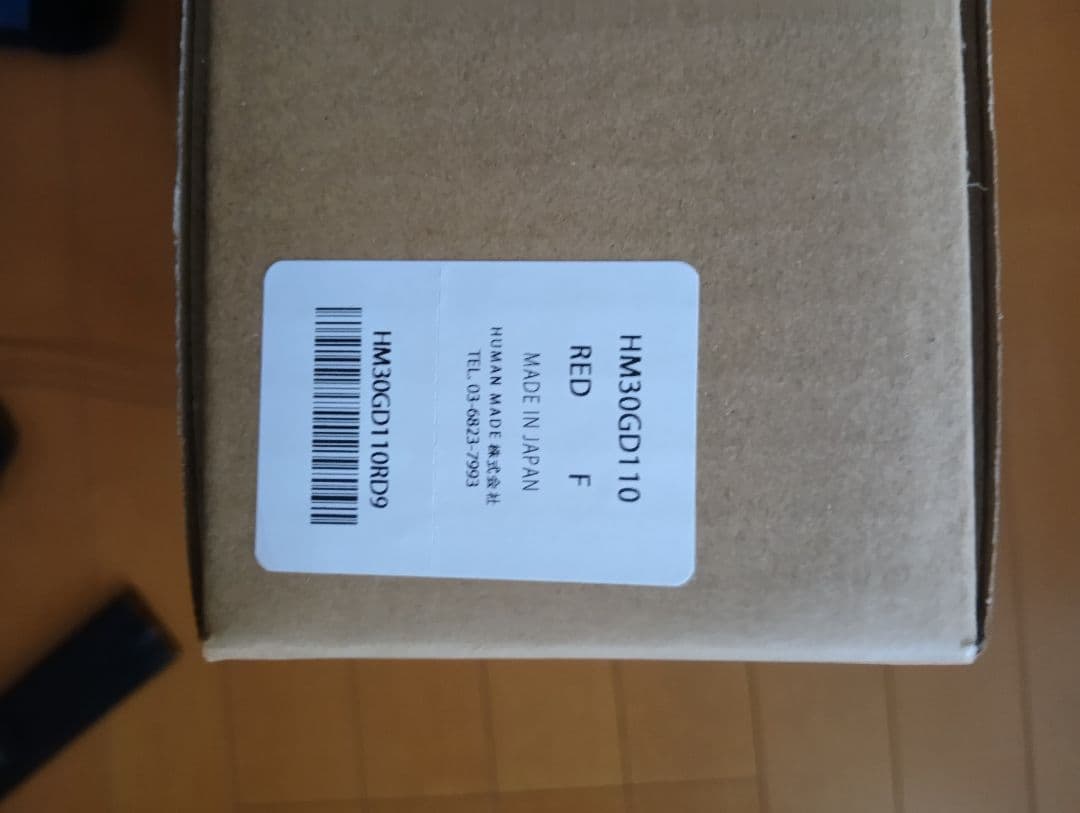 HM30GD110
RED F
MADE IN JAPAN
HUMAN MADE 株式会社
TEL. 03-6823-7993
HM30GD110RD9